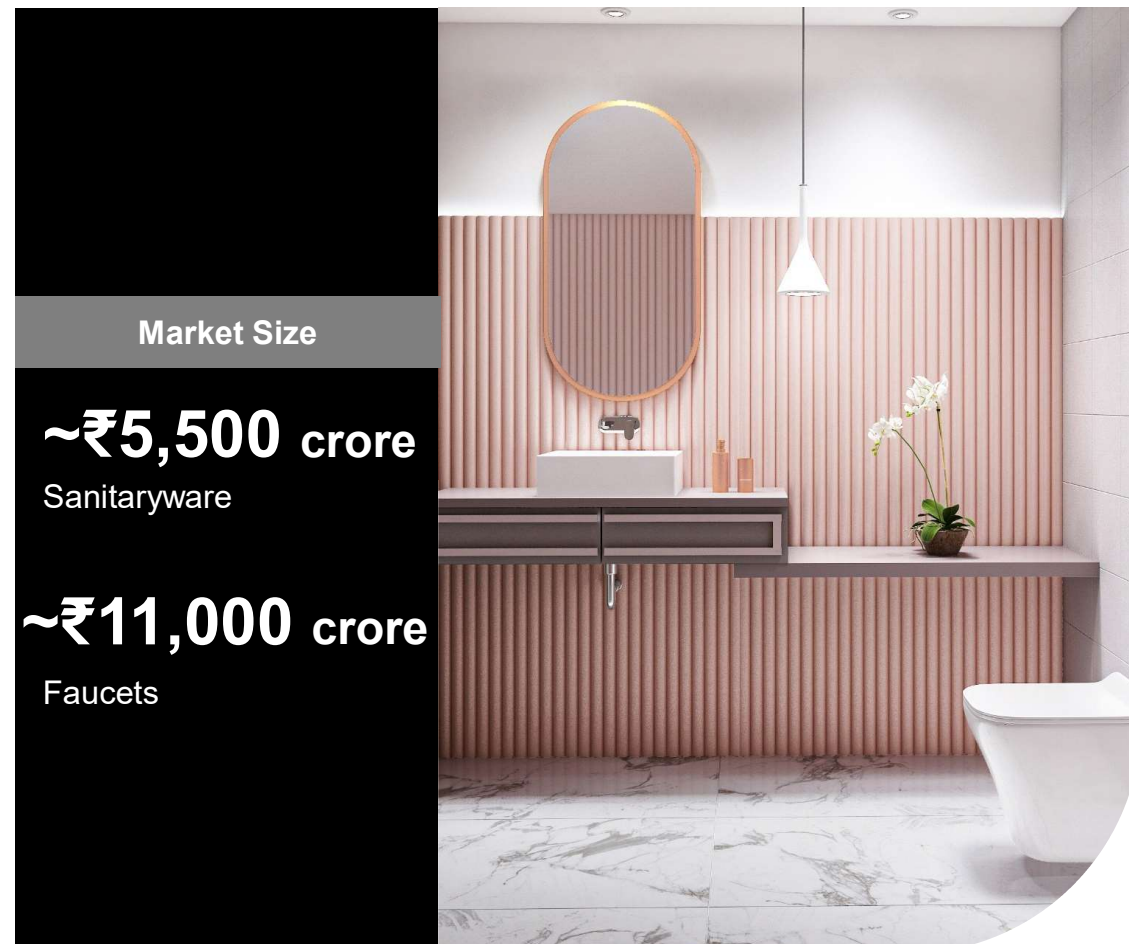 Market Size
~₹5,500 crore
Sanitaryware
~₹11,000 crore
Faucets